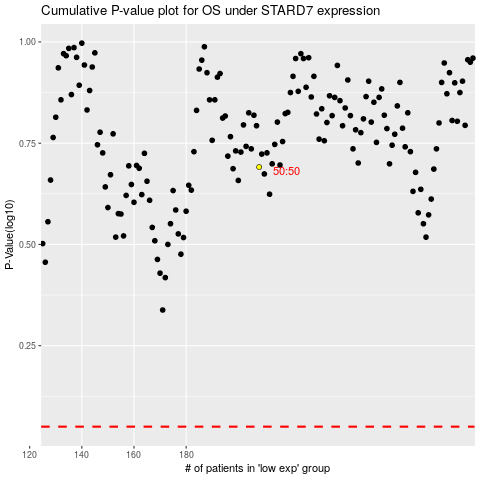 Cumulative P-value plot for OS under STARD7 expression
P-Value(log10)
1.00
0.75
0.50
0.25
50:50
120 140 160 180
# of patients in 'low exp' group